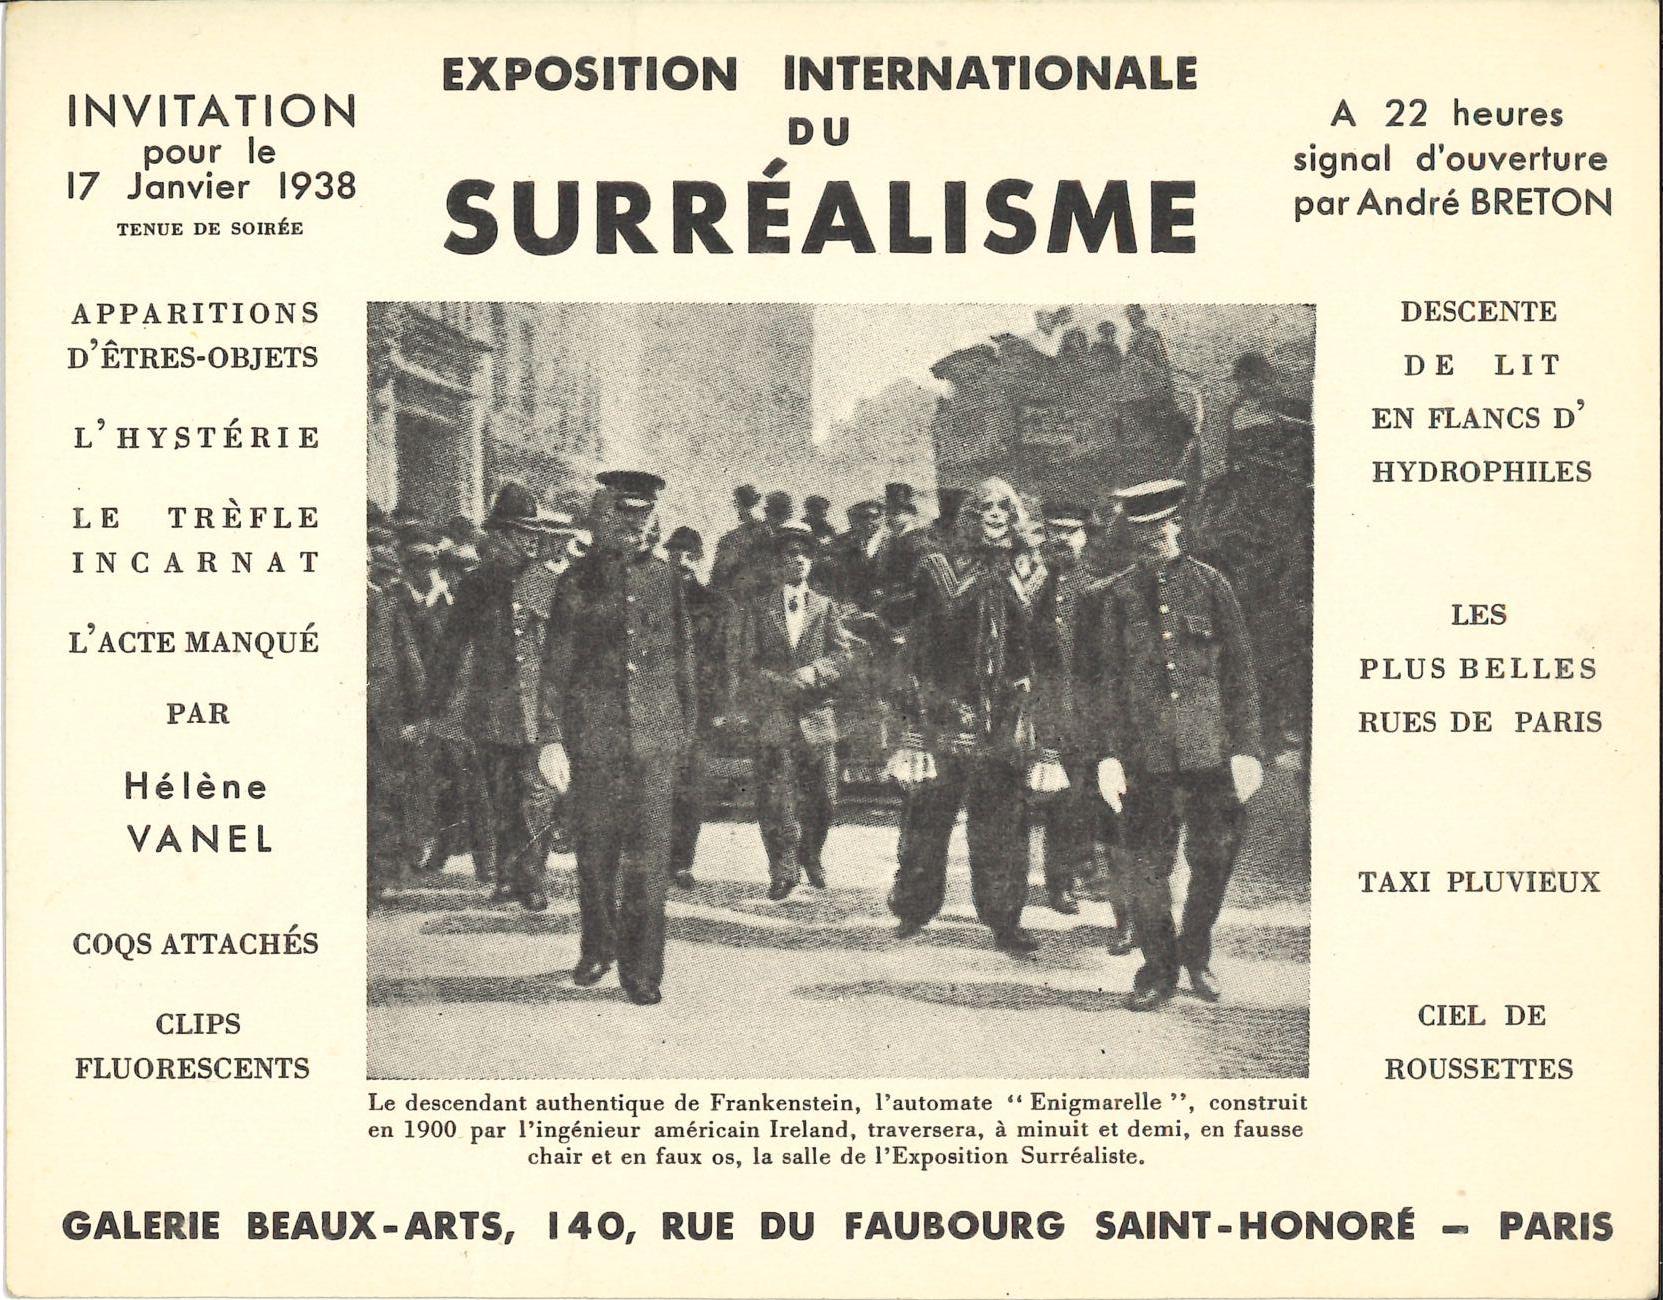 INVITATION
pour le
17 Janvier 1938
TENUE DE SOIRÉE
EXPOSITION INTERNATIONALE
DU
SURRÉALISME
A 22 heures
signal d'ouverture
par André BRETON
APPARITIONS
D'ÊTRES-OBJETS
L'HYSTÉRIE
LE TRÈFLE
INCARNAT
L'ACTE MANQUÉ
PAR
Hélène
VANEL
COQS ATTACHÉS
CLIPS
FLUORESCENTS
DESCENTE
DE LIT
EN FLANCS D'
HYDROPHILES
LES
PLUS BELLES
RUES DE PARIS
TAXI PLUVIEUX
CIEL DE
ROUSSETTES
Le descendant authentique de Frankenstein, l'automate “ Enigmarelle ”, construit
en 1900 par l'ingénieur américain Ireland, traversera, à minuit et demi, en fausse
chair et en faux os, la salle de l'Exposition Surréaliste.
GALERIE BEAUX-ARTS, 140, RUE DU FAUBOURG SAINT-HONORÉ - PARIS